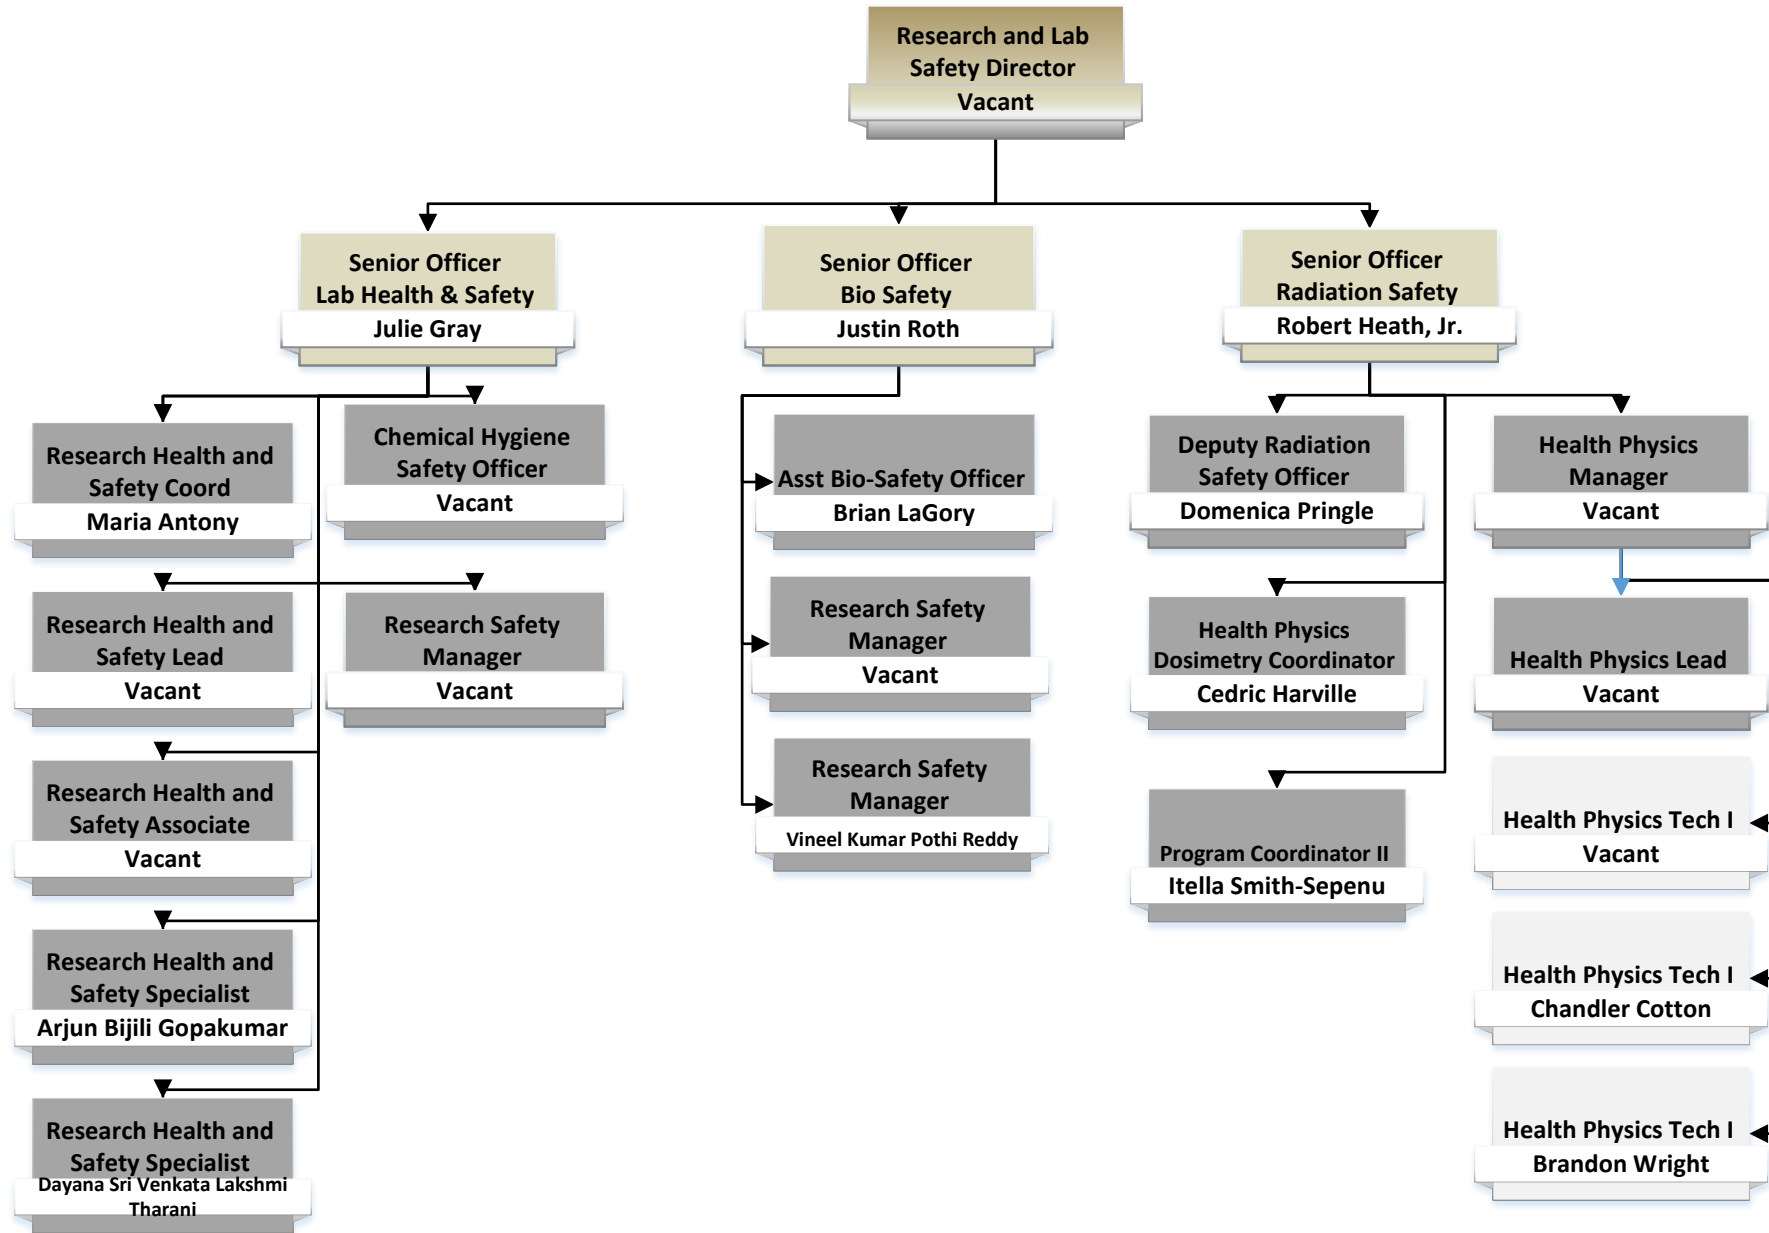 Research and Lab
Safety Director
Vacant
Senior Officer
Lab Health & Safety
Julie Gray
Senior Officer
Bio Safety
Justin Roth
Senior Officer
Radiation Safety
Robert Heath, Jr.
Research Health and
Safety Coord
Maria Antony
Chemical Hygiene
Safety Officer
Vacant
Research Health and
Safety Lead
Vacant
Research Safety
Manager
Vacant
Research Health and
Safety Associate
Vacant
Research Health and
Safety Specialist
Arjun Bijili Gopakumar
Research Health and
Safety Specialist
Dayana Sri Venkata Lakshmi
Tharani
Asst Bio-Safety Officer
Brian LaGory
Research Safety
Manager
Vacant
Research Safety
Manager
Vineel Kumar Pothi Reddy
Deputy Radiation
Safety Officer
Domenica Pringle
Health Physics
Dosimetry Coordinator
Cedric Harville
Program Coordinator II
Itella Smith-Sepenu
Health Physics
Manager
Vacant
Health Physics Lead
Vacant
Health Physics Tech I
Vacant
Health Physics Tech I
Chandler Cotton
Health Physics Tech I
Brandon Wright